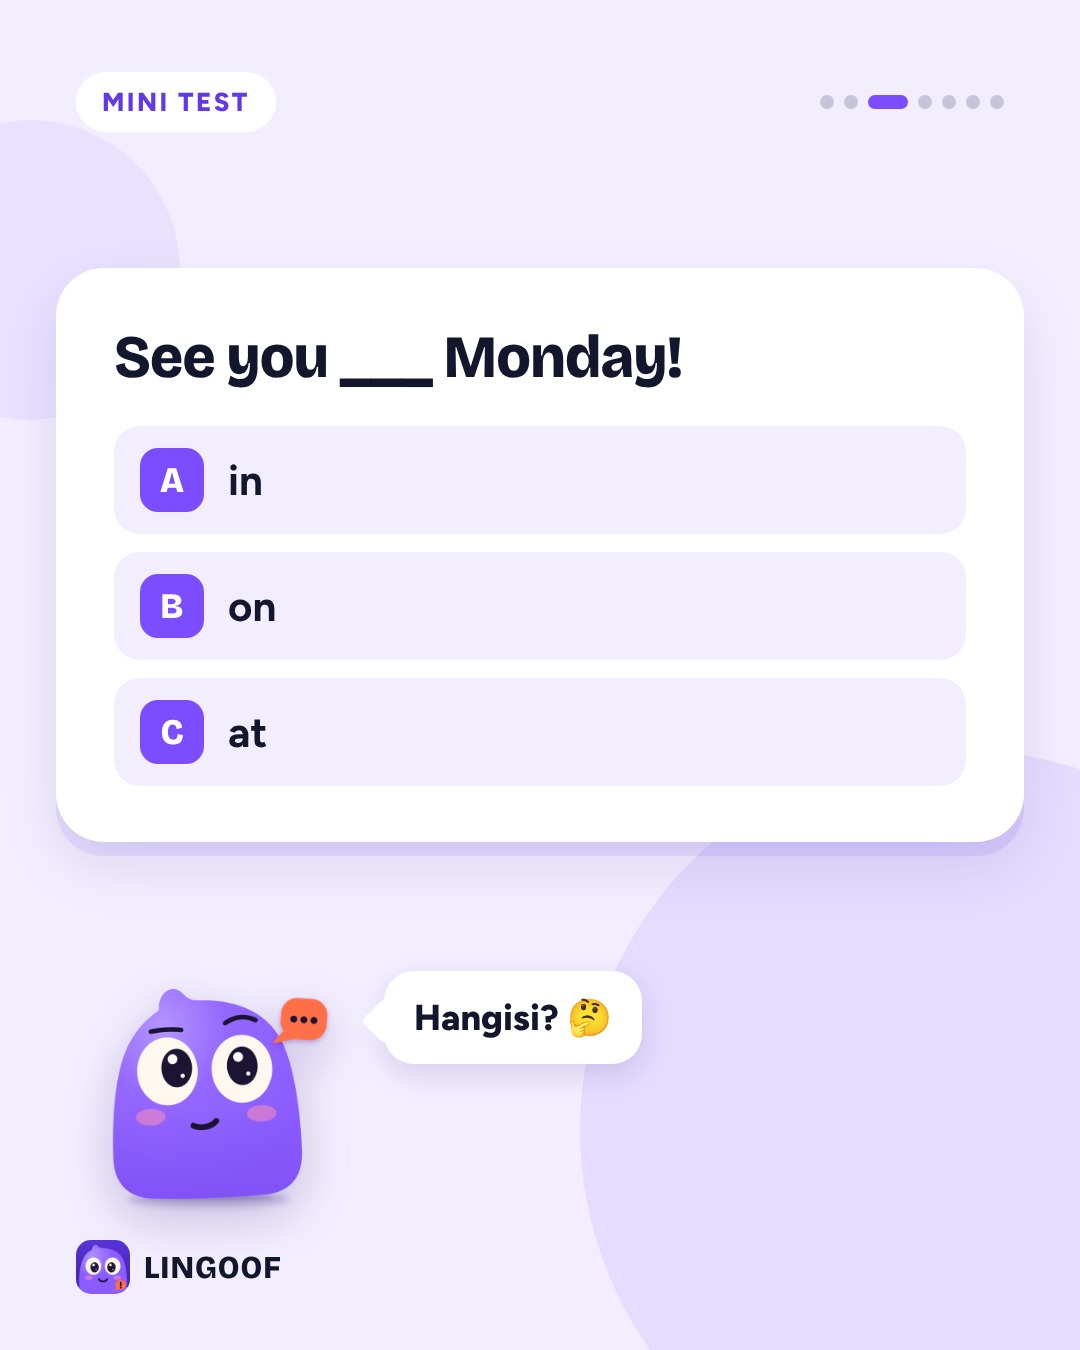 MINI TEST
See you ___ Monday!
A in
B on
C at
Hangisi? 🤔
LINGOOF